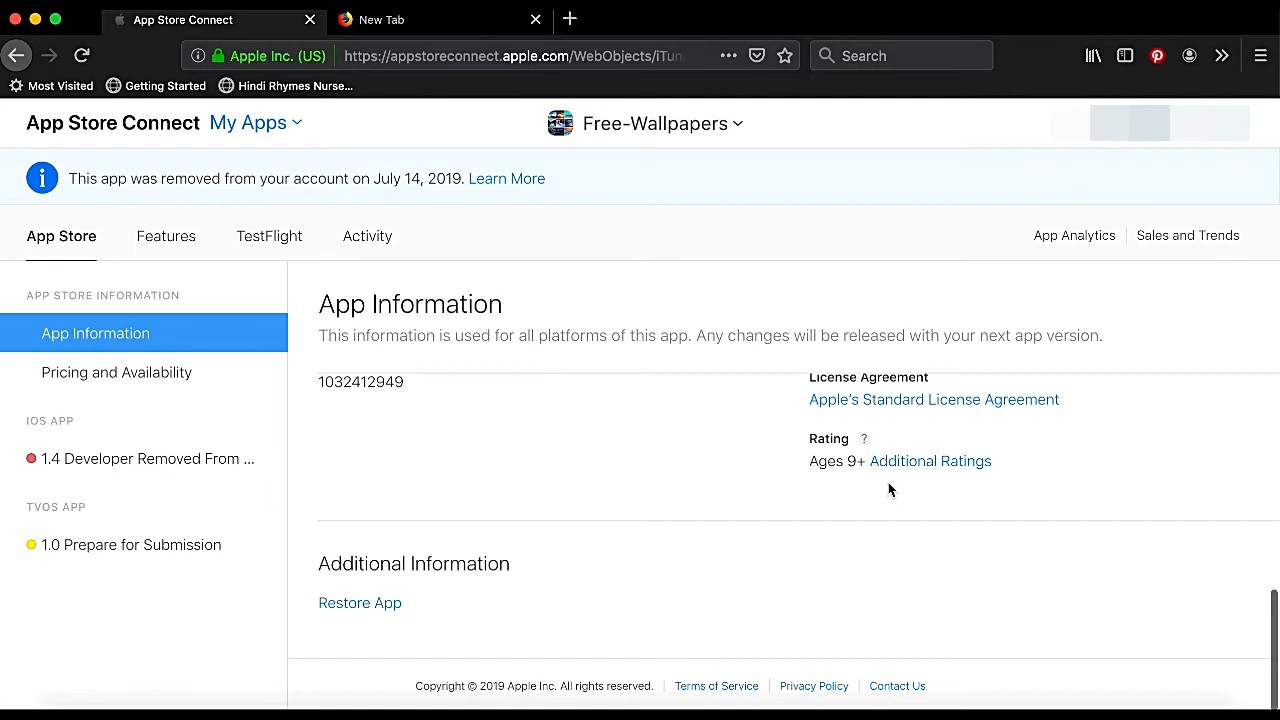 App Store Connect
New Tab
Apple Inc. (US)
https://appstoreconnect.apple.com/WebObjects/iTun
Search
Most Visited
Getting Started
Hindi Rhymes Nurse...
App Store Connect
My Apps
Free-Wallpapers
This app was removed from your account on July 14, 2019. Learn More
App Store
Features
TestFlight
Activity
App Analytics
Sales and Trends
APP STORE INFORMATION
App Information
Pricing and Availability
IOS APP
1.4 Developer Removed From ...
TVOS APP
1.0 Prepare for Submission
App Information
This information is used for all platforms of this app. Any changes will be released with your next app version.
1032412949
License Agreement
Apple's Standard License Agreement
Rating ?
Ages 9+ Additional Ratings
Additional Information
Restore App
Copyright © 2019 Apple Inc. All rights reserved.
Terms of Service
Privacy Policy
Contact Us